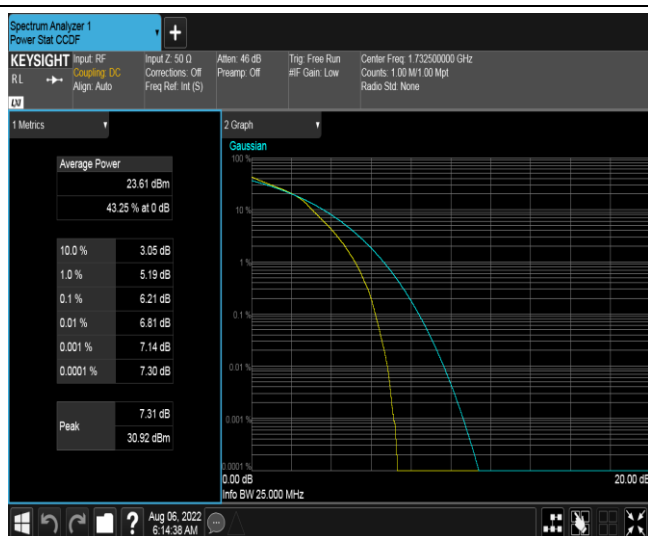 Spectrum Analyzer 1
Power Stat CCDF
+
KEYSIGHT Input: RF Input Z: 50 Ω Atten: 46 dB Trig: Free Run Center Freq: 1.732500000 GHz
RL Coupling: DC Corrections: Off Preamp: Off #IF Gain: Low Counts: 1.00 M/1.00 Mpt
Align: Auto Freq Ref: Int (S) Radio Std: None
LXI
1 Metrics
2 Graph
Average Power
23.61 dBm
43.25 % at 0 dB
10.0 % 3.05 dB
1.0 % 5.19 dB
0.1 % 6.21 dB
0.01 % 6.81 dB
0.001 % 7.14 dB
0.0001 % 7.30 dB
Peak 7.31 dB
30.92 dBm
Gaussian
100 %
10 %
1 %
0.1 %
0.01 %
0.001 %
0.0001 %
0.00 dB 20.00 dB
Info BW 25.000 MHz
? Aug 06, 2022
6:14:38 AM